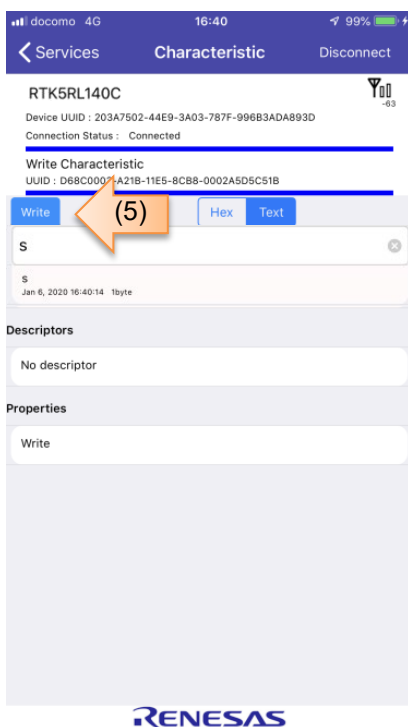 docomo 4G 16:40 99%
Services Characteristic Disconnect
RTK5RL140C
-63
Device UUID : 203A7502-44E9-3A03-787F-996B3ADA893D
Connection Status : Connected
Write Characteristic
UUID : D68C0002-A21B-11E5-8CB8-0002A5D5C51B
Write (5) Hex Text
S
S
Jan 6, 2020 16:40:14 1byte
Descriptors
No descriptor
Properties
Write
RENESAS